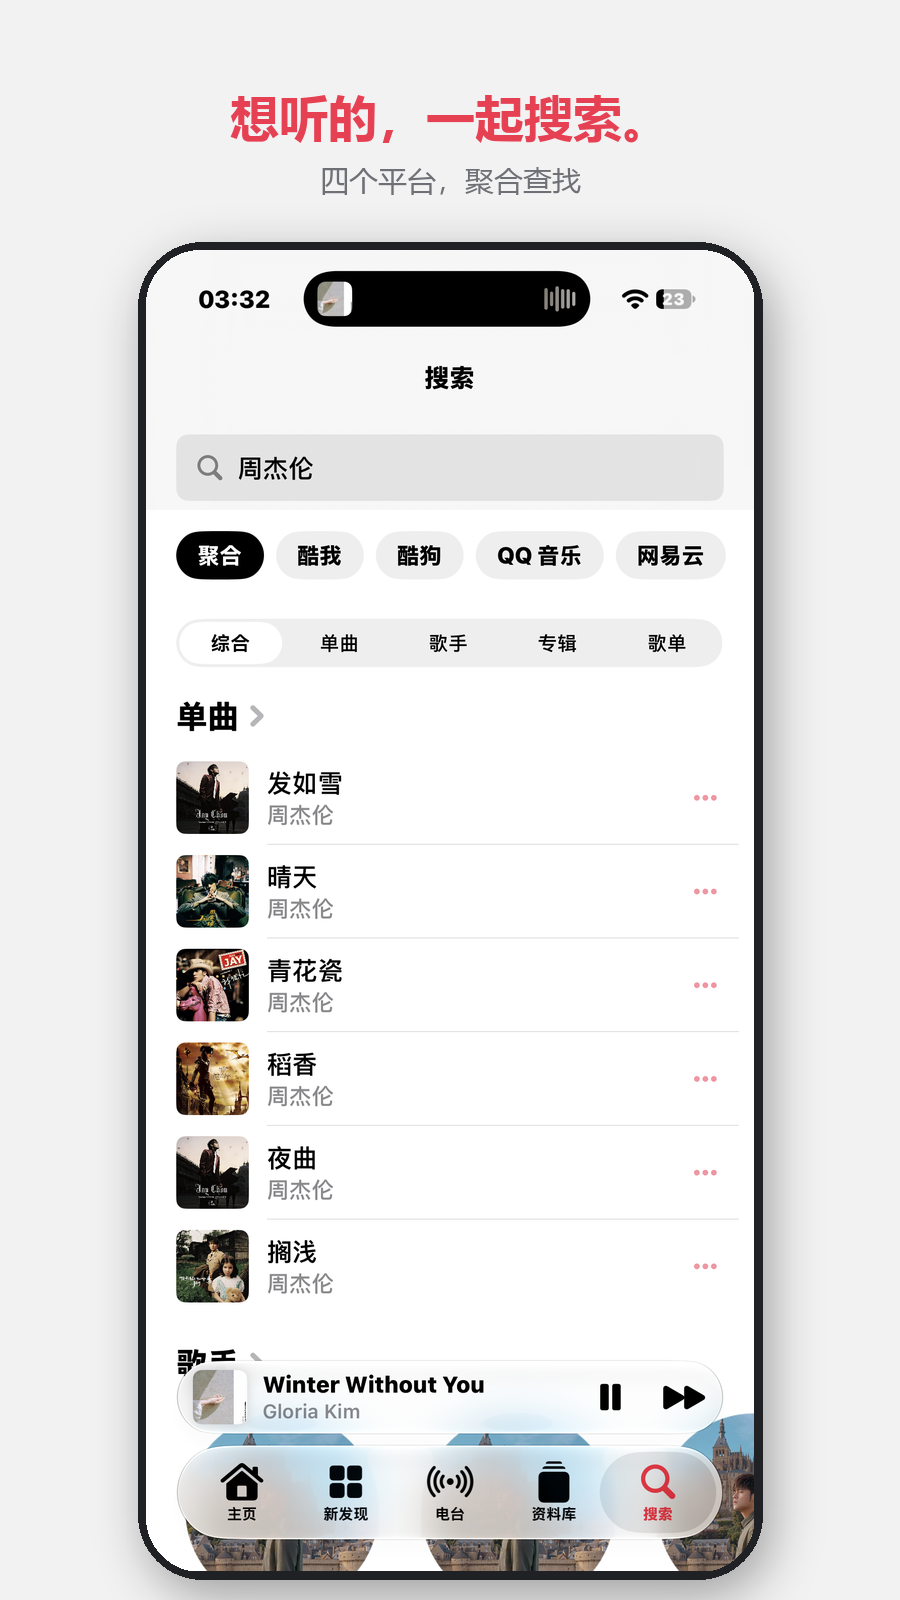 想听的，一起搜索。
四个平台，聚合查找
03:32
23
搜索
周杰伦
聚合 酷我 酷狗 QQ 音乐 网易云
综合 单曲 歌手 专辑 歌单
单曲
发如雪
周杰伦
晴天
周杰伦
青花瓷
周杰伦
稻香
周杰伦
夜曲
周杰伦
搁浅
周杰伦
歌手
Winter Without You
Gloria Kim
主页 新发现 电台 资料库 搜索